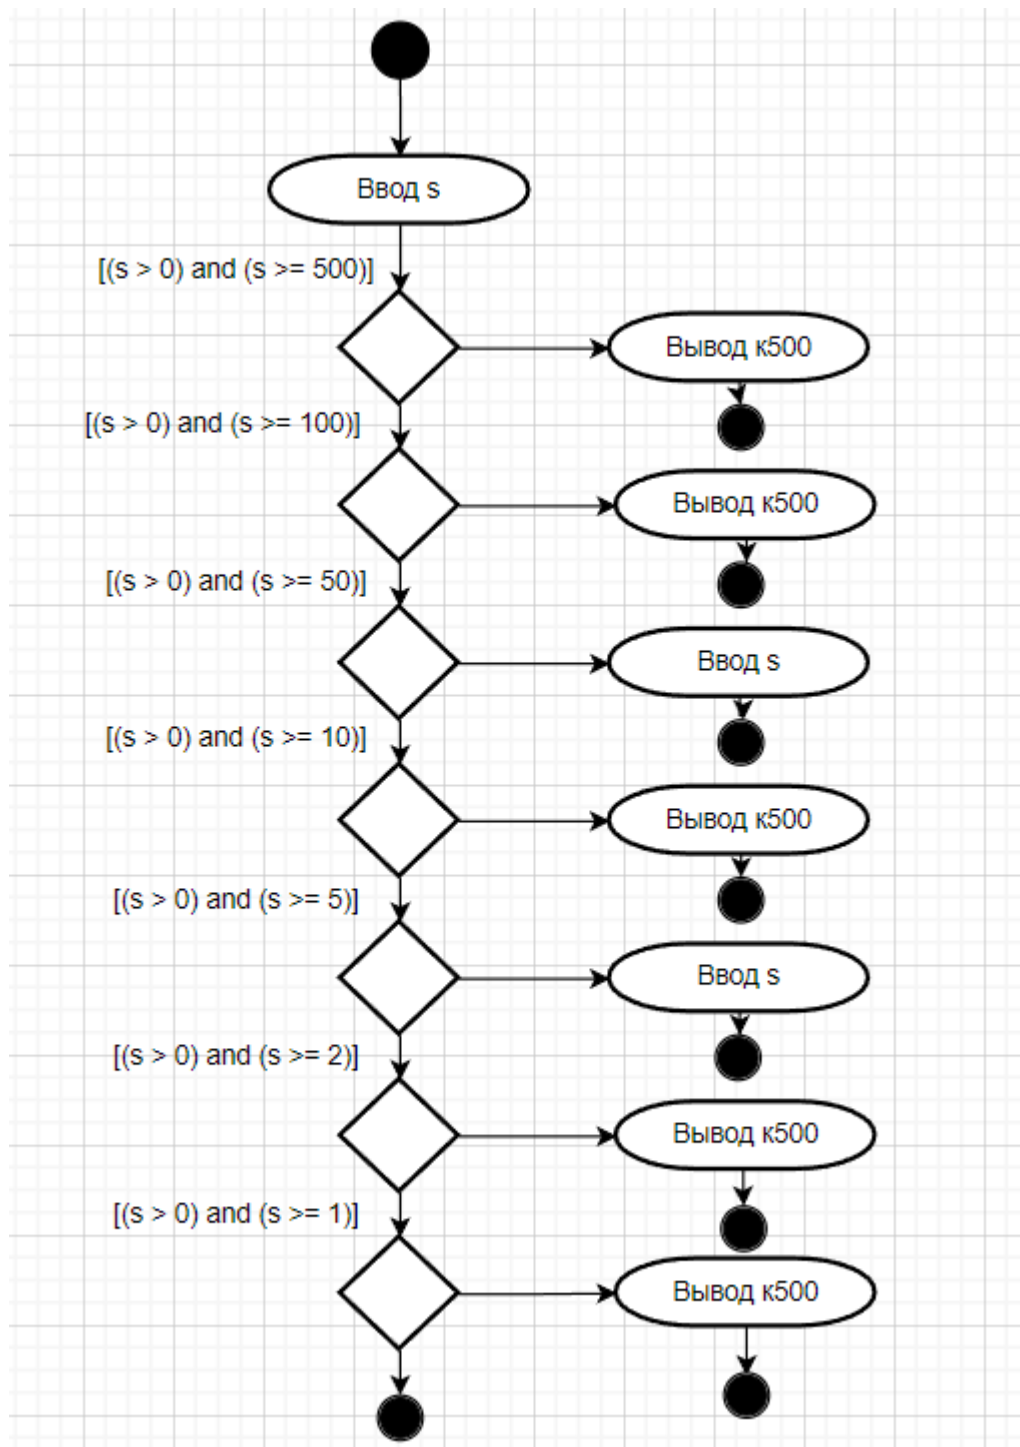 Ввод s
[(s > 0) and (s >= 500)]
Вывод к500
[(s > 0) and (s >= 100)]
Вывод к500
[(s > 0) and (s >= 50)]
Ввод s
[(s > 0) and (s >= 10)]
Вывод к500
[(s > 0) and (s >= 5)]
Ввод s
[(s > 0) and (s >= 2)]
Вывод к500
[(s > 0) and (s >= 1)]
Вывод к500